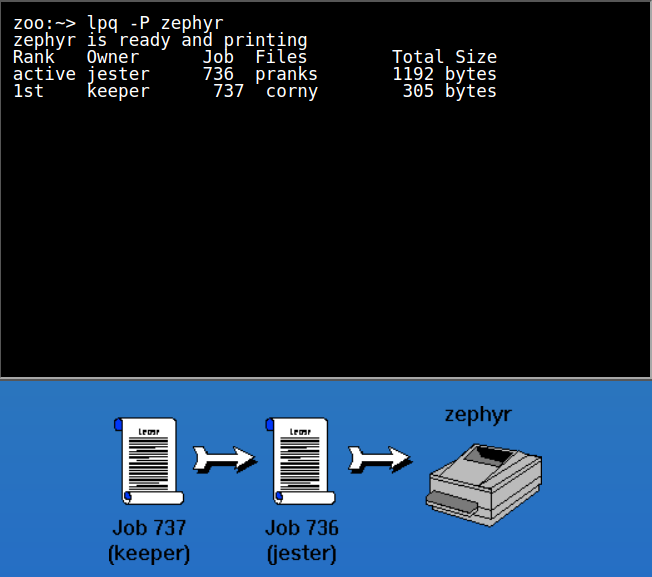 zoo:~> lpq -P zephyr
zephyr is ready and printing
Rank Owner Job Files Total Size
active jester 736 pranks 1192 bytes
1st keeper 737 corny 305 bytes
zephyr
Job 737
(keeper)
Job 736
(jester)